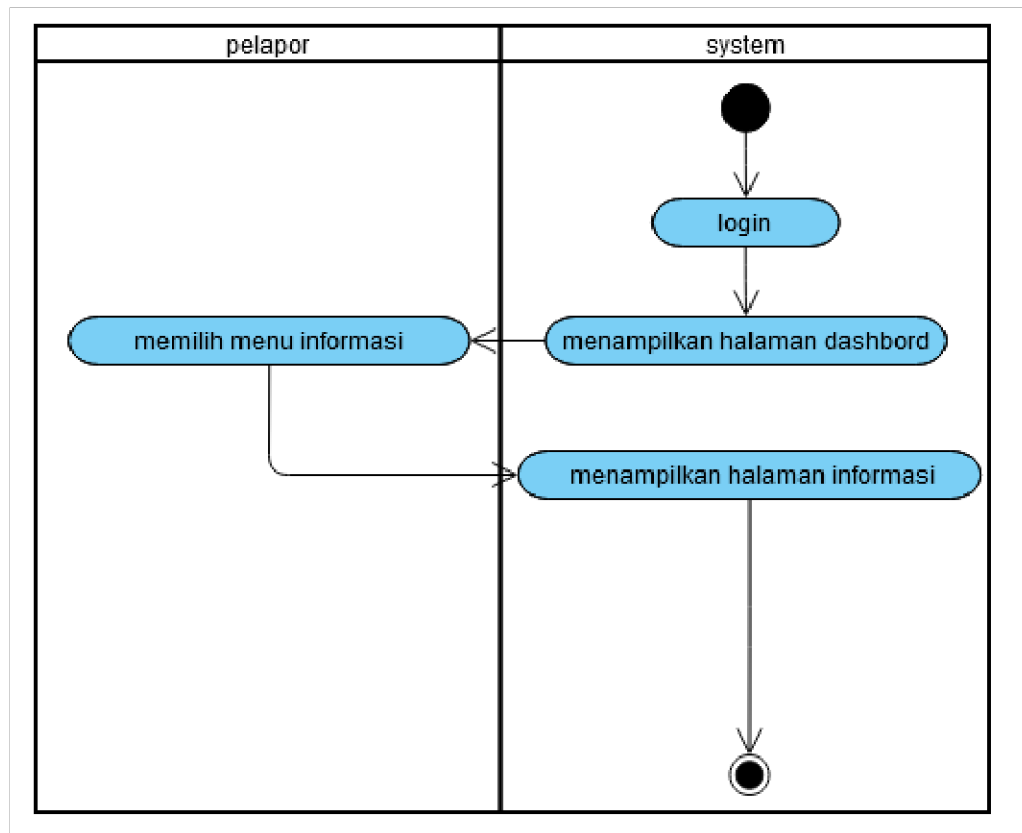 pelapor
system
login
memilih menu informasi
menampilkan halaman dashbord
menampilkan halaman informasi